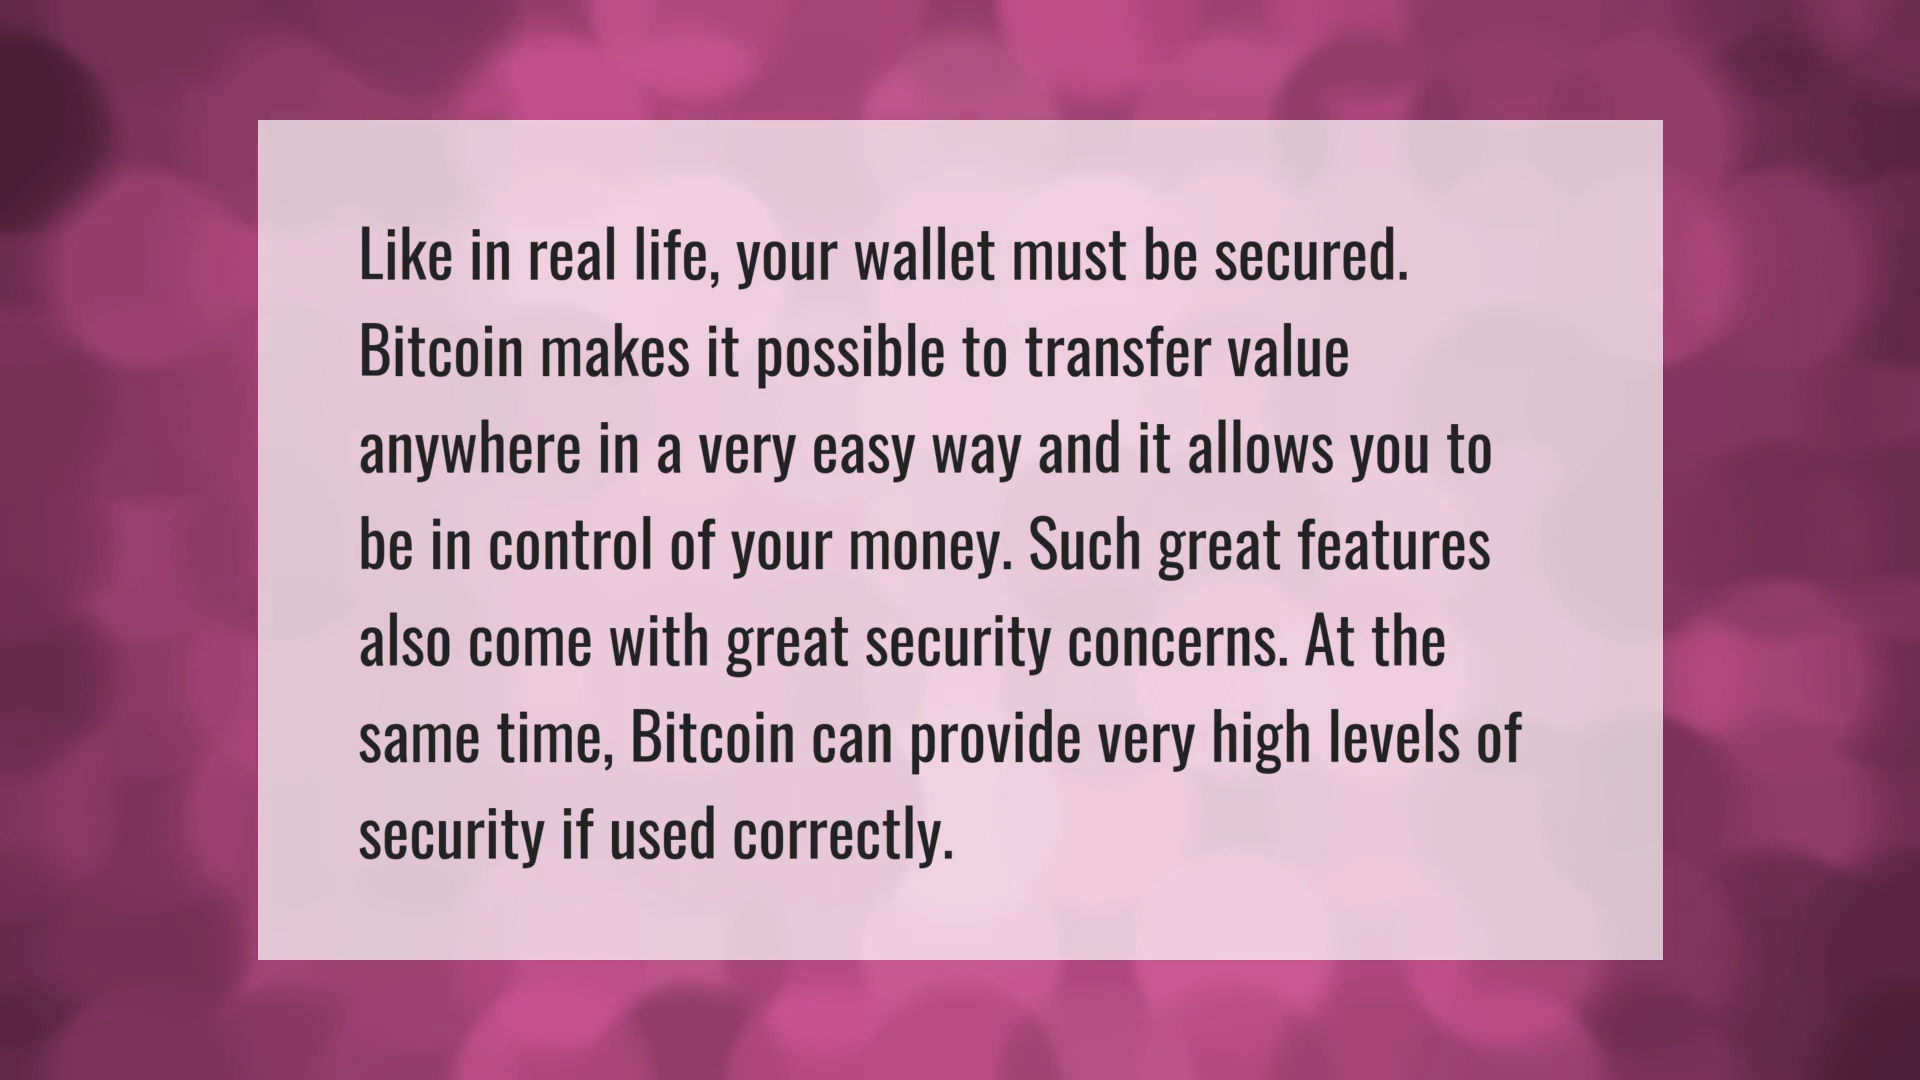 Like in real life, your wallet must be secured.
Bitcoin makes it possible to transfer value
anywhere in a very easy way and it allows you to
be in control of your money. Such great features
also come with great security concerns. At the
same time, Bitcoin can provide very high levels of
security if used correctly.